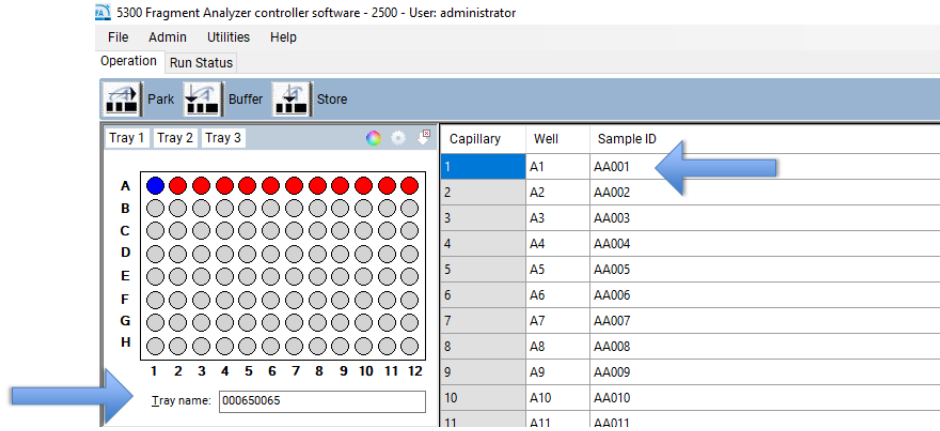 5300 Fragment Analyzer controller software - 2500 - User: administrator
File Admin Utilities Help
Operation Run Status
Park Buffer Store
Tray 1 Tray 2 Tray 3
A
B
C
D
E
F
G
H
1 2 3 4 5 6 7 8 9 10 11 12
Tray name: 000650065
Capillary Well Sample ID
1 A1 AA001
2 A2 AA002
3 A3 AA003
4 A4 AA004
5 A5 AA005
6 A6 AA006
7 A7 AA007
8 A8 AA008
9 A9 AA009
10 A10 AA010
11 A11 AA011